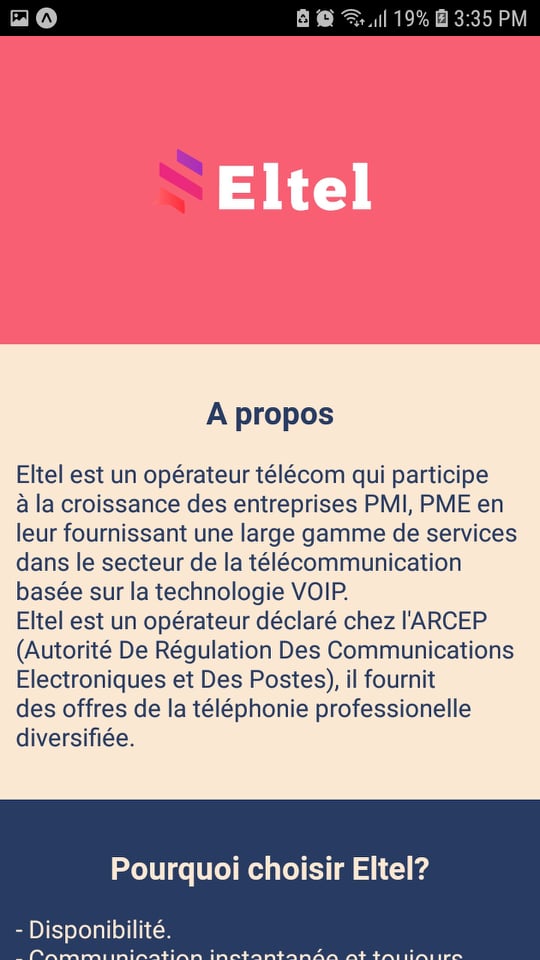 19% 3:35 PM
Eltel
A propos
Eltel est un opérateur télécom qui participe
à la croissance des entreprises PMI, PME en
leur fournissant une large gamme de services
dans le secteur de la télécommunication
basée sur la technologie VOIP.
Eltel est un opérateur déclaré chez l'ARCEP
(Autorité De Régulation Des Communications
Electroniques et Des Postes), il fournit
des offres de la téléphonie professionelle
diversifiée.
Pourquoi choisir Eltel?
- Disponibilité.
- Communication instantanée et toujours